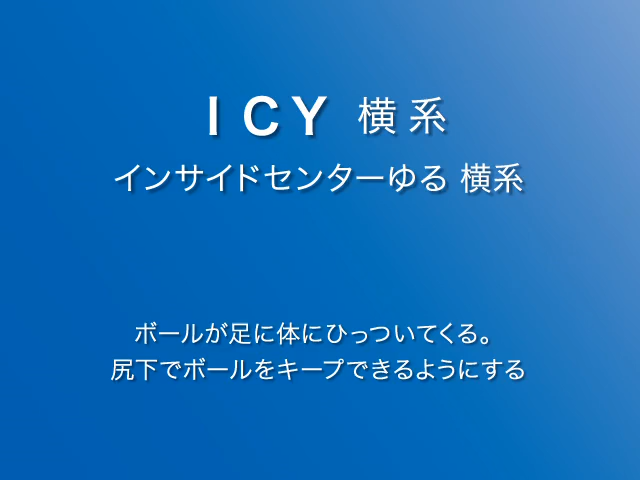 ICY 横系
インサイドセンターゆる 横系
ボールが足に体にひっついてくる。
尻下でボールをキープできるようにする